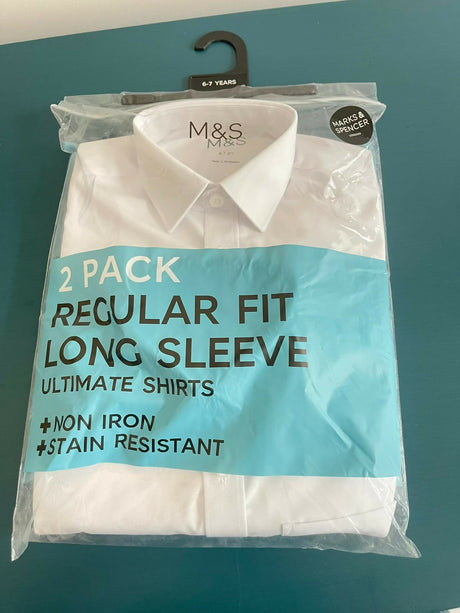 6-7 YEARS
MARKS &
SPENCER
M&S
M&S
2 PACK
REGULAR FIT
LONG SLEEVE
ULTIMATE SHIRTS
+NON IRON
+STAIN RESISTANT